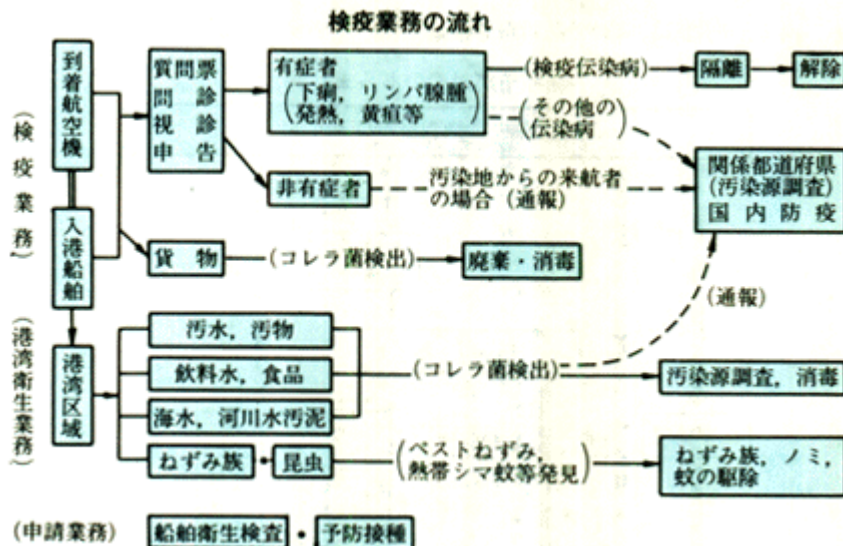 検疫業務の流れ
(検疫業務)
到着航空機
入港船舶
質問票
問診
視診
申告
有症者
(下痢，リンパ腺腫
発熱，黄疸等)
(検疫伝染病)
隔離
解除
(その他の
伝染病)
非有症者
汚染地からの来航者
の場合（通報）
関係都道府県
(汚染源調査)
国内防疫
貨物
(コレラ菌検出)
廃棄・消毒
(通報)
(港湾衛生業務)
港湾区域
汚水，汚物
飲料水，食品
海水，河川水汚泥
(コレラ菌検出)
汚染源調査，消毒
ねずみ族・昆虫
(ペストねずみ，
熱帯シマ蚊等発見)
ねずみ族，ノミ，
蚊の駆除
(申請業務)
船舶衛生検査・予防接種